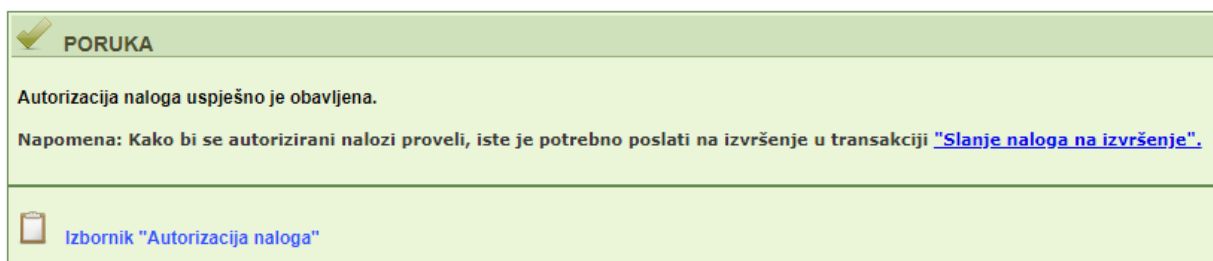 PORUKA
Autorizacija naloga uspješno je obavljena.
Napomena: Kako bi se autorizirani nalozi proveli, iste je potrebno poslati na izvršenje u transakciji "Slanje naloga na izvršenje".
Izbornik "Autorizacija naloga"